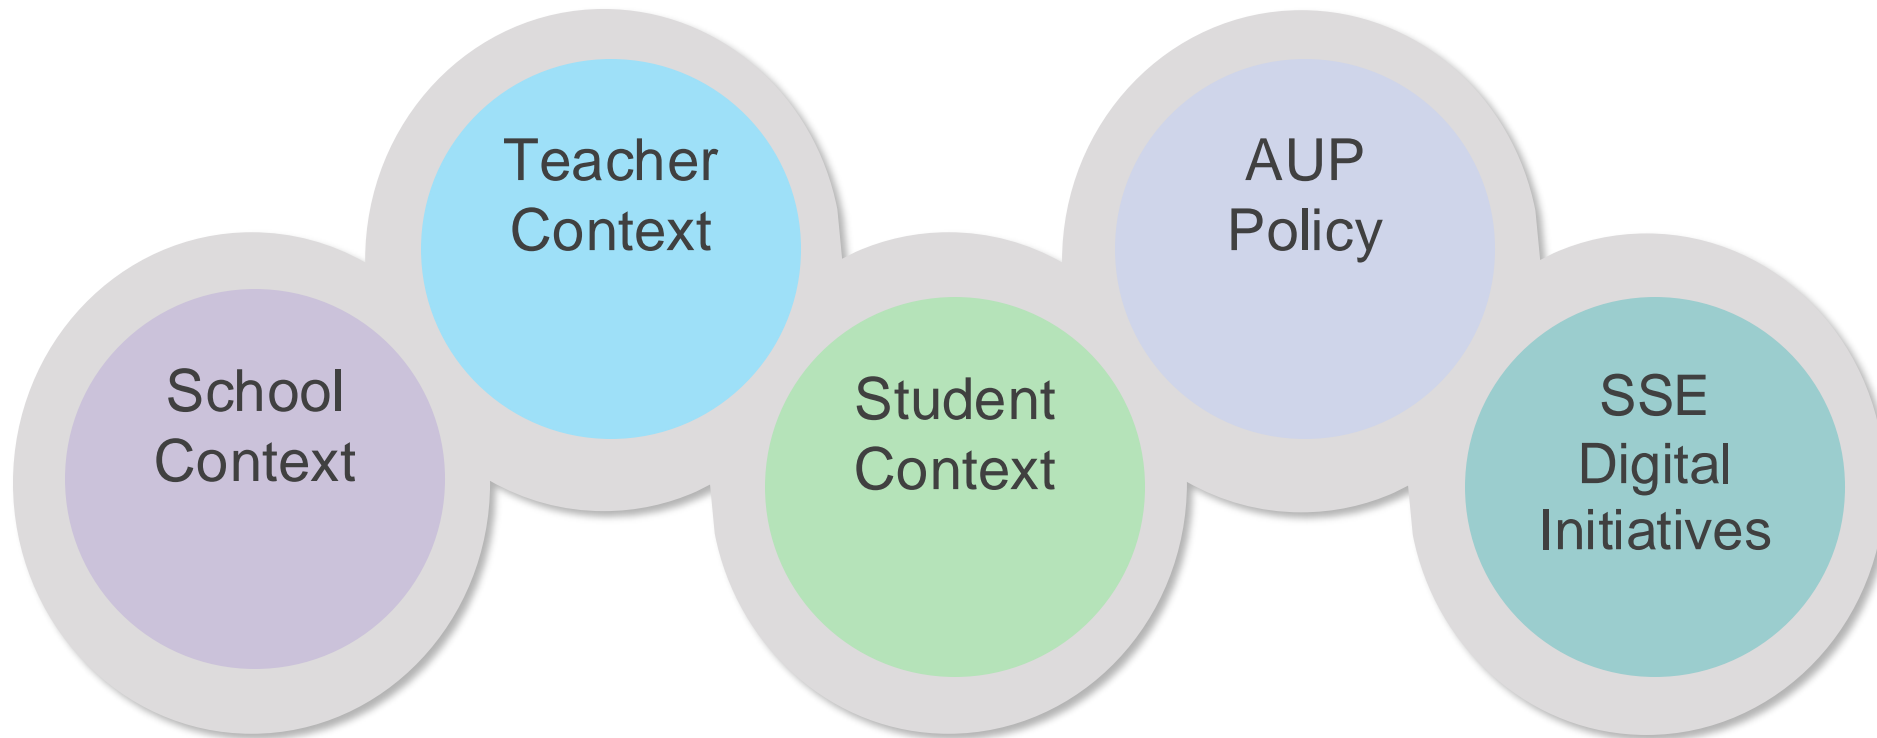 School
Context
Teacher
Context
Student
Context
AUP
Policy
SSE
Digital
Initiatives